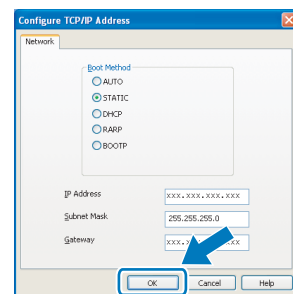 Configure TCP/IP Address
Network
Boot Method
AUTO
STATIC
DHCP
RARP
BOOTP
IP Address xxx.xxx.xxx.xxx
Subnet Mask 255.255.255.0
Gateway
OK Cancel Help